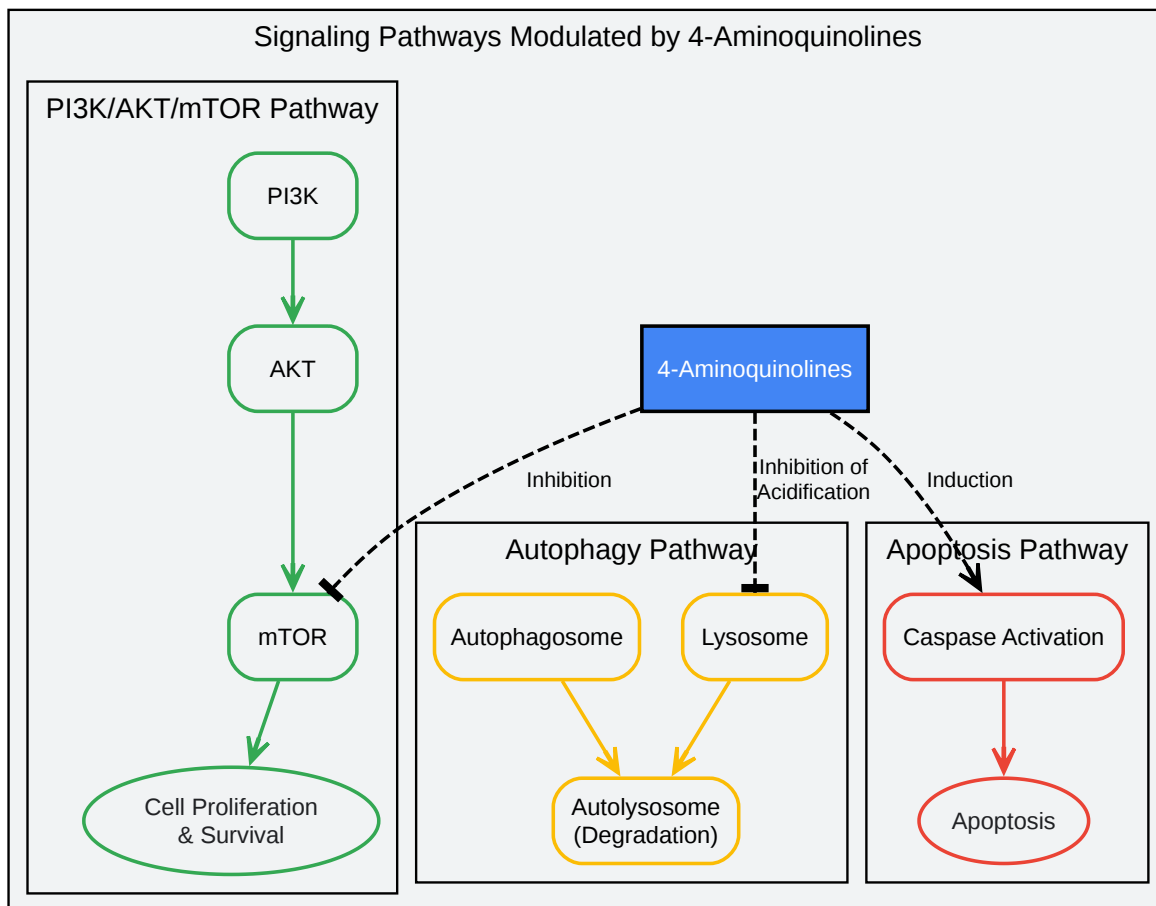 Signaling Pathways Modulated by 4-Aminoquinolines
PI3K/AKT/mTOR Pathway
PI3K
AKT
mTOR
Cell Proliferation
& Survival
4-Aminoquinolines
Inhibition
Inhibition of
Acidification
Induction
Autophagy Pathway
Autophagosome
Lysosome
Autolysosome
(Degradation)
Apoptosis Pathway
Caspase Activation
Apoptosis